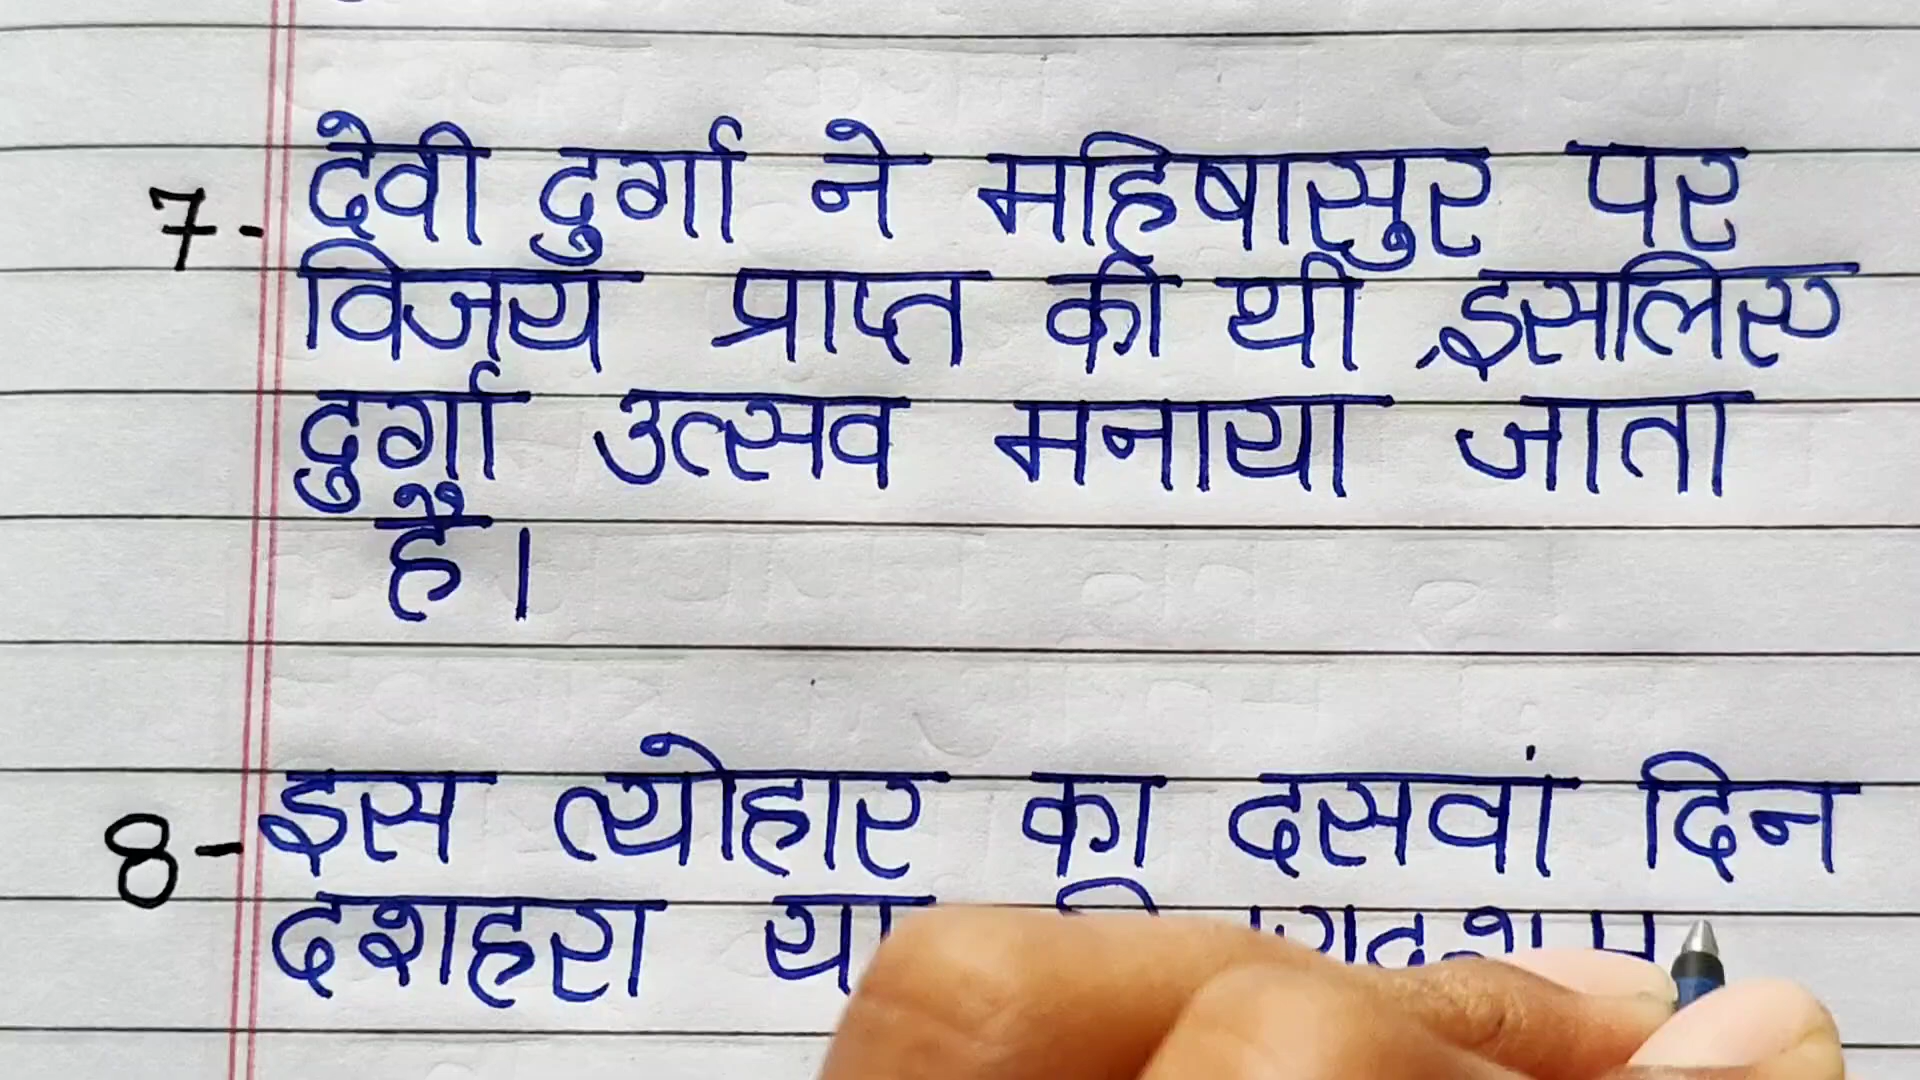 7- देवी दुर्गा ने महिषासुर पर
विजय प्राप्त की थी ,इसलिए
दुर्गा उत्सव मनाया जाता
है।
8- इस त्योहार का दसवां दिन
दशहरा या